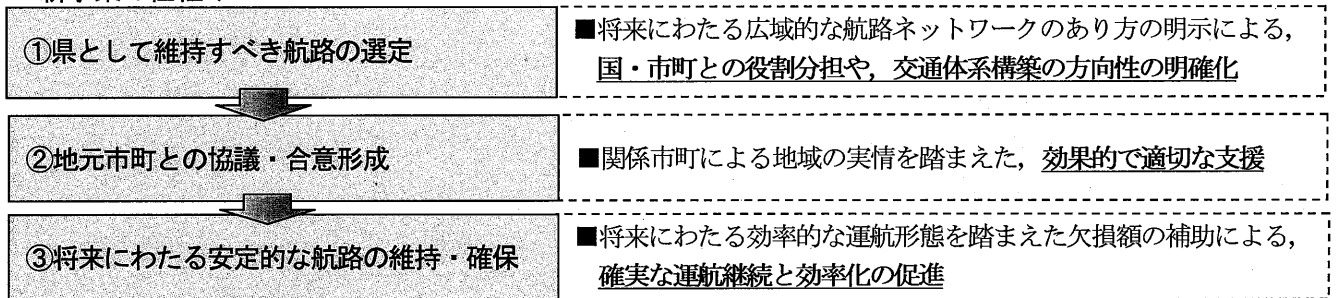 ①県として維持すべき航路の選定
■将来にわたる広域的な航路ネットワークのあり方の明示による，
国・市町との役割分担や，交通体系構築の方向性の明確化
②地元市町との協議・合意形成
■関係市町による地域の実情を踏まえた，効果的で適切な支援
③将来にわたる安定的な航路の維持・確保
■将来にわたる効率的な運航形態を踏まえた欠損額の補助による，
確実な運航継続と効率化の促進